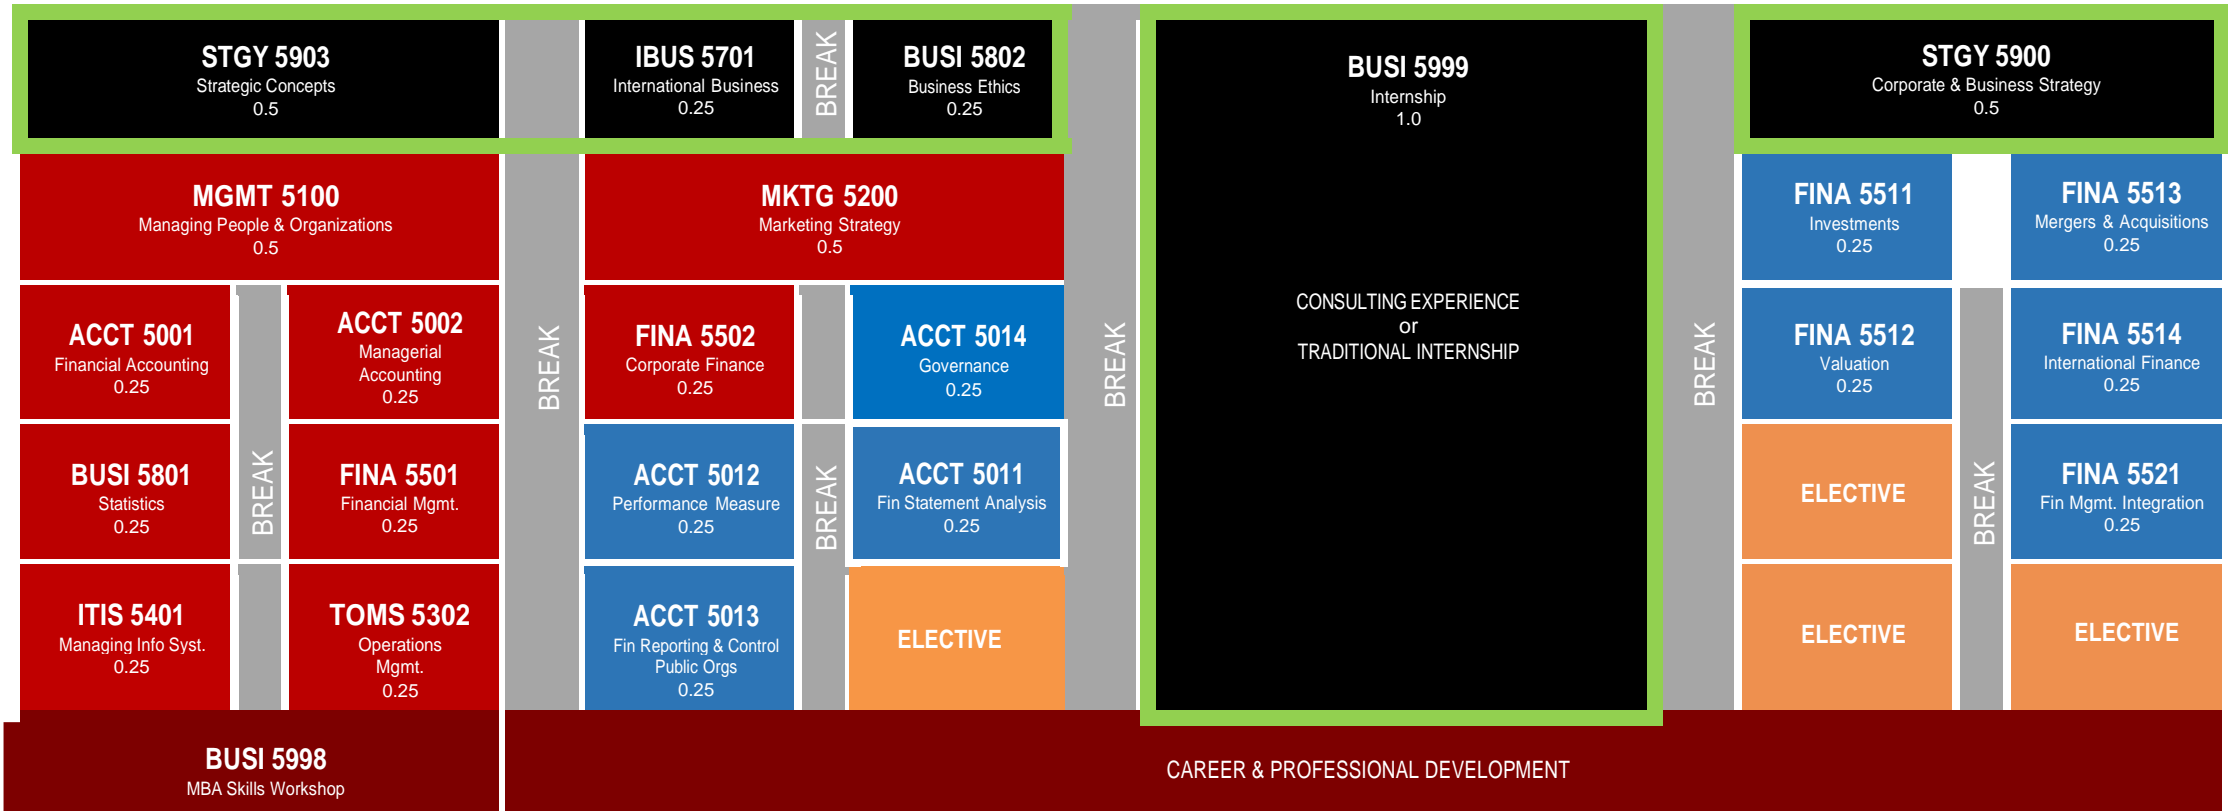 STGY 5903
Strategic Concepts
0.5
IBUS 5701
International Business
0.25
BREAK
BUSI 5802
Business Ethics
0.25
BUSI 5999
Internship
1.0
CONSULTING EXPERIENCE
or
TRADITIONAL INTERNSHIP
STGY 5900
Corporate & Business Strategy
0.5
MGMT 5100
Managing People & Organizations
0.5
MKTG 5200
Marketing Strategy
0.5
FINA 5511
Investments
0.25
FINA 5513
Mergers & Acquisitions
0.25
ACCT 5001
Financial Accounting
0.25
ACCT 5002
Managerial
Accounting
0.25
BREAK
FINA 5502
Corporate Finance
0.25
ACCT 5014
Governance
0.25
BREAK
BREAK
FINA 5512
Valuation
0.25
FINA 5514
International Finance
0.25
BUSI 5801
Statistics
0.25
BREAK
FINA 5501
Financial Mgmt.
0.25
ACCT 5012
Performance Measure
0.25
BREAK
ACCT 5011
Fin Statement Analysis
0.25
ELECTIVE
BREAK
FINA 5521
Fin Mgmt. Integration
0.25
ITIS 5401
Managing Info Syst.
0.25
TOMS 5302
Operations
Mgmt.
0.25
ACCT 5013
Fin Reporting & Control
Public Orgs
0.25
ELECTIVE
ELECTIVE
ELECTIVE
BUSI 5998
MBA Skills Workshop
CAREER & PROFESSIONAL DEVELOPMENT